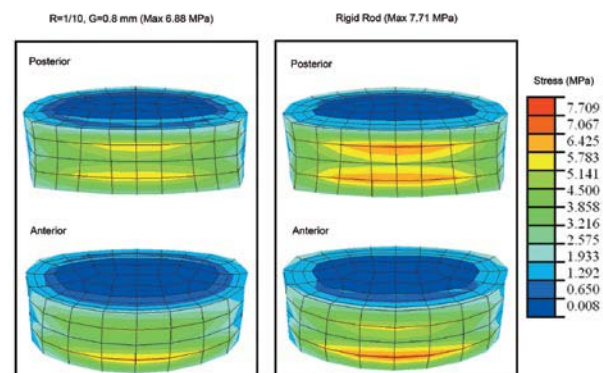 R=1/10, G=0.8 mm (Max 6.88 MPa)
Rigid Rod (Max 7.71 MPa)
Posterior
Posterior
Stress (MPa)
7.709
7.067
6.425
5.783
5.141
4.500
3.858
3.216
2.575
1.933
1.292
0.650
0.008
Anterior
Anterior